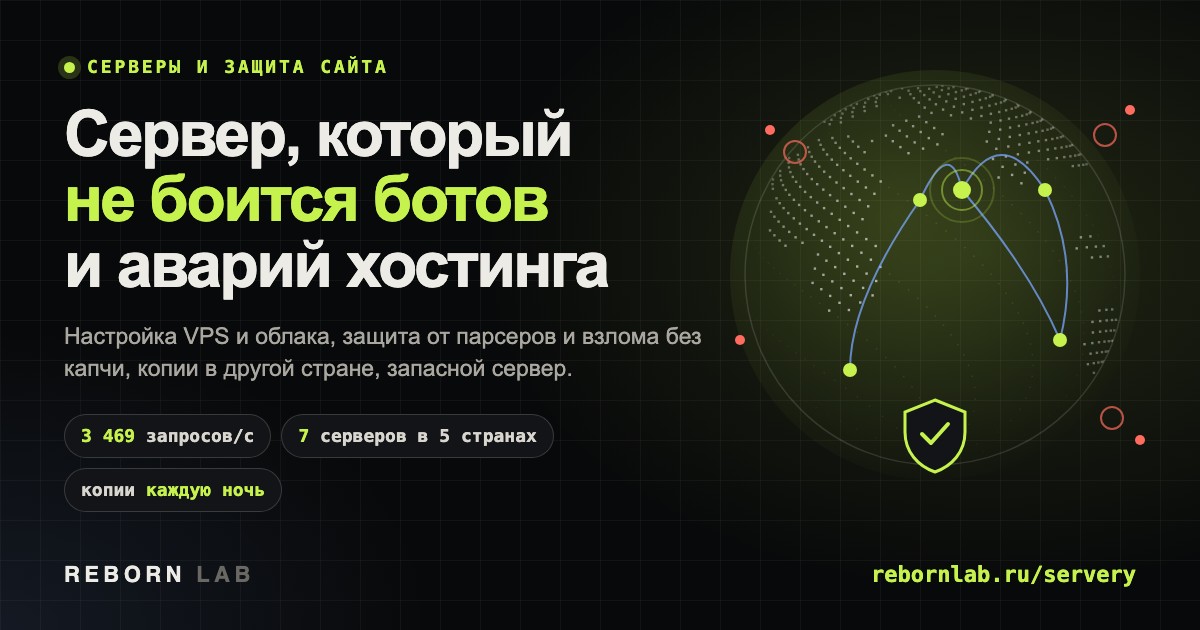 СЕРВЕРЫ И ЗАЩИТА САЙТА
Сервер, который
не боится ботов
и аварий хостинга
Настройка VPS и облака, защита от парсеров и взлома без
капчи, копии в другой стране, запасной сервер.
3 469 запросов/с
7 серверов в 5 странах
копии каждую ночь
REBORN LAB
rebornlab.ru/servery